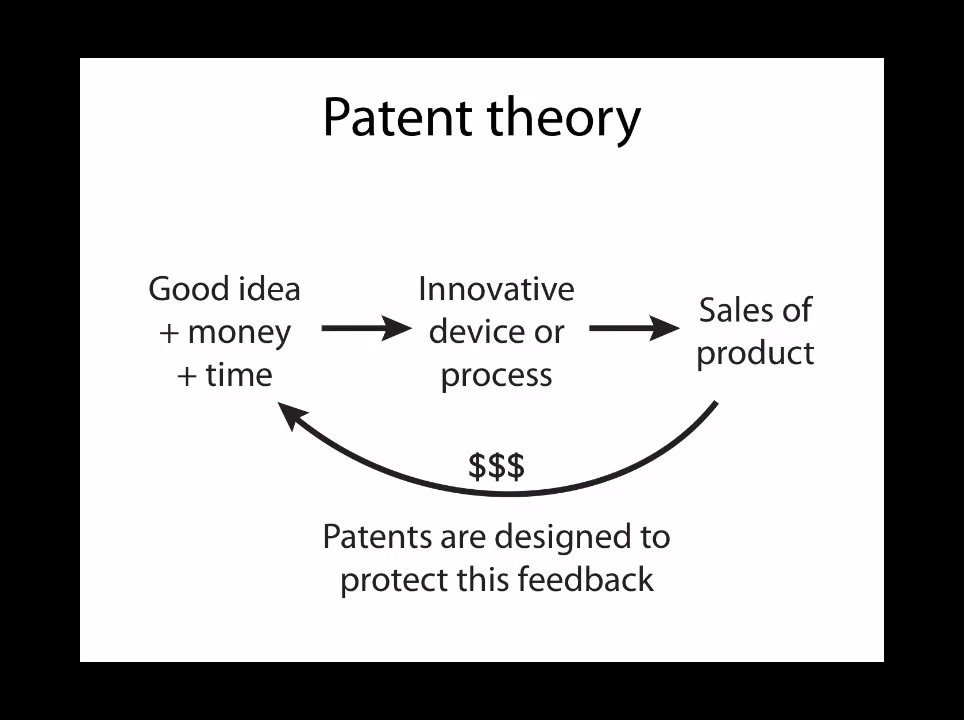 Patent theory
Good idea
+ money
+ time
Innovative
device or
process
Sales of
product
$$$
Patents are designed to
protect this feedback